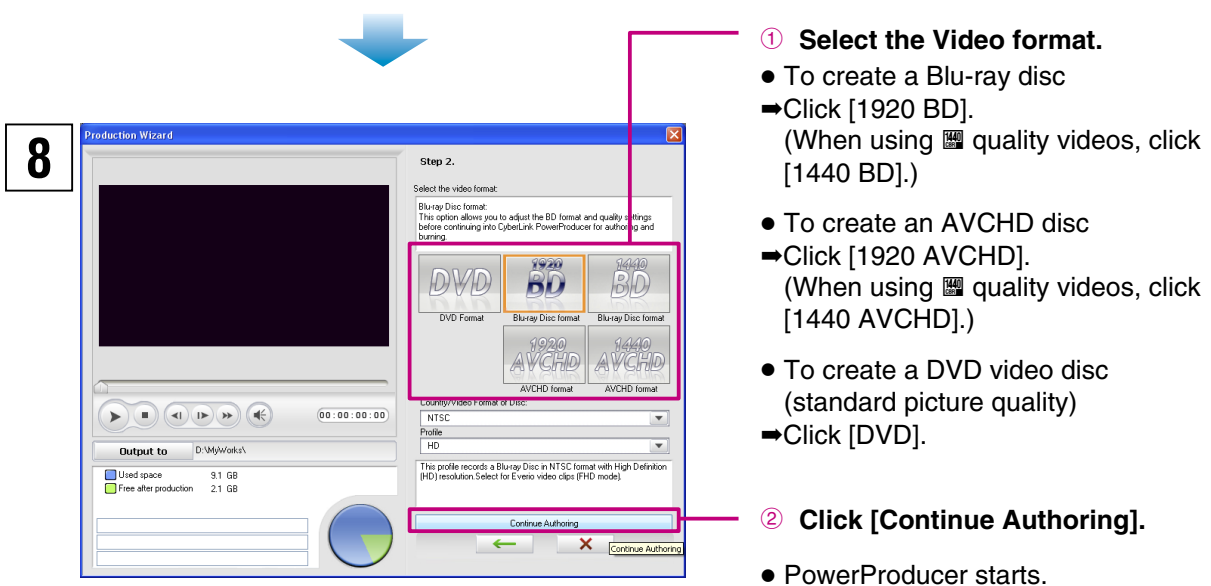 8
Production Wizard
Step 2.
Select the video format:
Blu-ray Disc format:
This option allows you to adjust the BD format and quality settings
before continuing into CyberLink PowerProducer for authoring and
burning.
DVD
1920
BD
1440
BD
DVD Format
Blu-ray Disc format
Blu-ray Disc format
1920
AVCHD
1440
AVCHD
AVCHD format
AVCHD format
Country/Video Format of Disc:
NTSC
Profile
HD
This profile records a Blu-ray Disc in NTSC format with High Definition
(HD) resolution.Select for Everio video clips (FHD mode).
00:00:00:00
Output to
D:\MyWorks\
Used space 9.1 GB
Free after production 2.1 GB
Continue Authoring
Continue Authoring
① Select the Video format.
● To create a Blu-ray disc
➡Click [1920 BD].
(When using 1440 CBR quality videos, click
[1440 BD].)
● To create an AVCHD disc
➡Click [1920 AVCHD].
(When using 1440 CBR quality videos, click
[1440 AVCHD].)
● To create a DVD video disc
(standard picture quality)
➡Click [DVD].
② Click [Continue Authoring].
● PowerProducer starts.